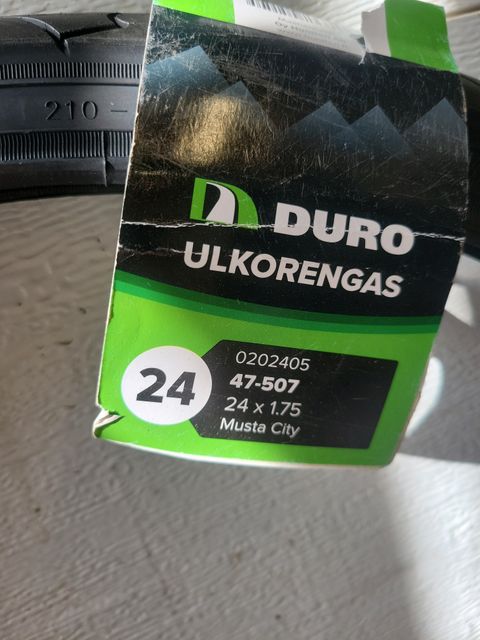 210 -
DURO
ULKORENGAS
24
0202405
47-507
24 x 1.75
Musta City